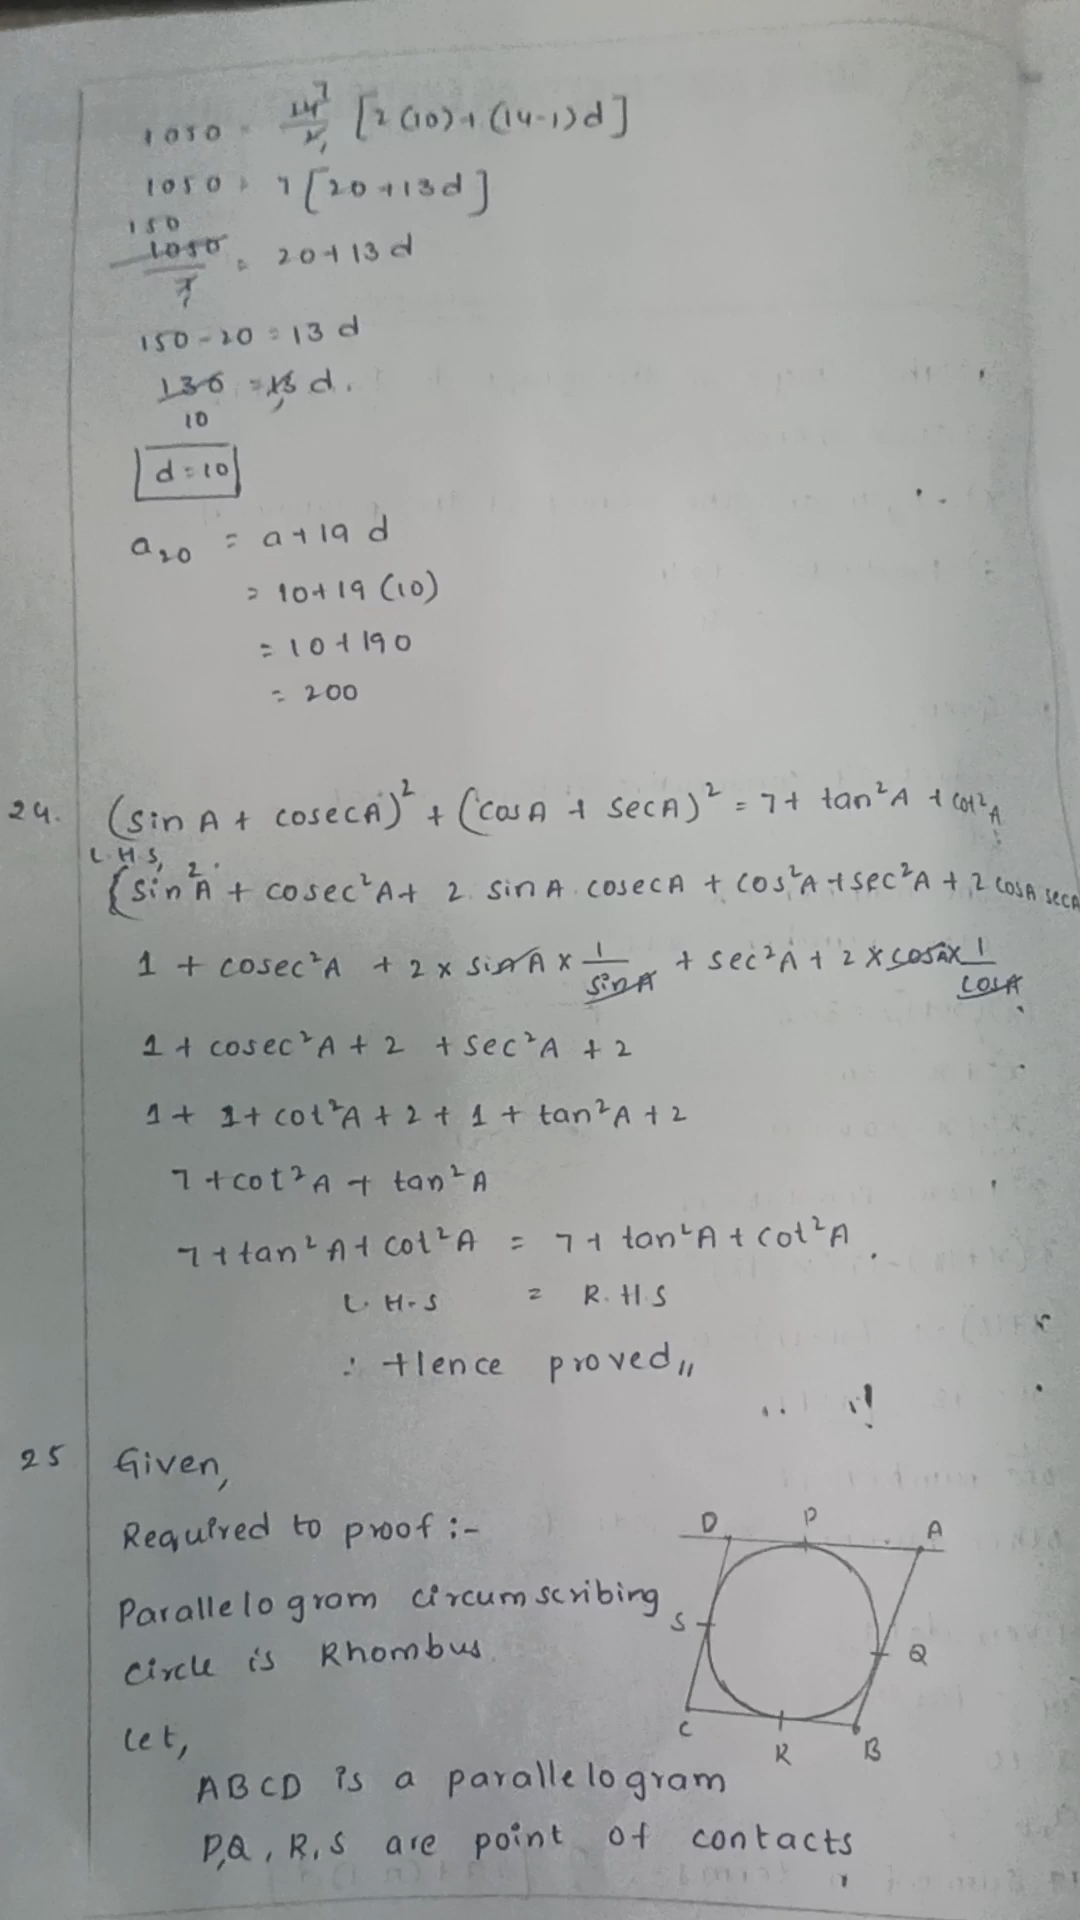 1050 = 14/2 7 [2(10)+(14-1)d]
1050 = 7[20+13d]
150
1050/7 = 20+13d
150-20 = 13 d
130 = 13 d.
10
d=10
a20 = a+19 d
= 10+19 (10)
= 10+190
= 200
24. (sin A + cosecA)² + (cosA + secA)² = 7+ tan²A + cot²A
L.H.S,
{sin²A + cosec²A + 2 sin A. cosecA + cos²A + sec²A + 2 cosA secA
1 + cosec²A + 2 x sinA x 1/sinA + sec²A + 2 x cosA x 1/cosA
1 + cosec²A + 2 + sec²A + 2
1 + 1 + cot²A + 2 + 1 + tan²A + 2
7 + cot²A + tan²A
7 + tan²A + cot²A = 7 + tan²A + cot²A.
L.H.S = R.H.S
∴ Hence proved,,
25 Given,
Required to proof :-
Parallelogram circumscribing
circle is Rhombus.
Let,
ABCD is a parallelogram
P,Q, R,S are point of contacts
D P A
S
Q
C R B